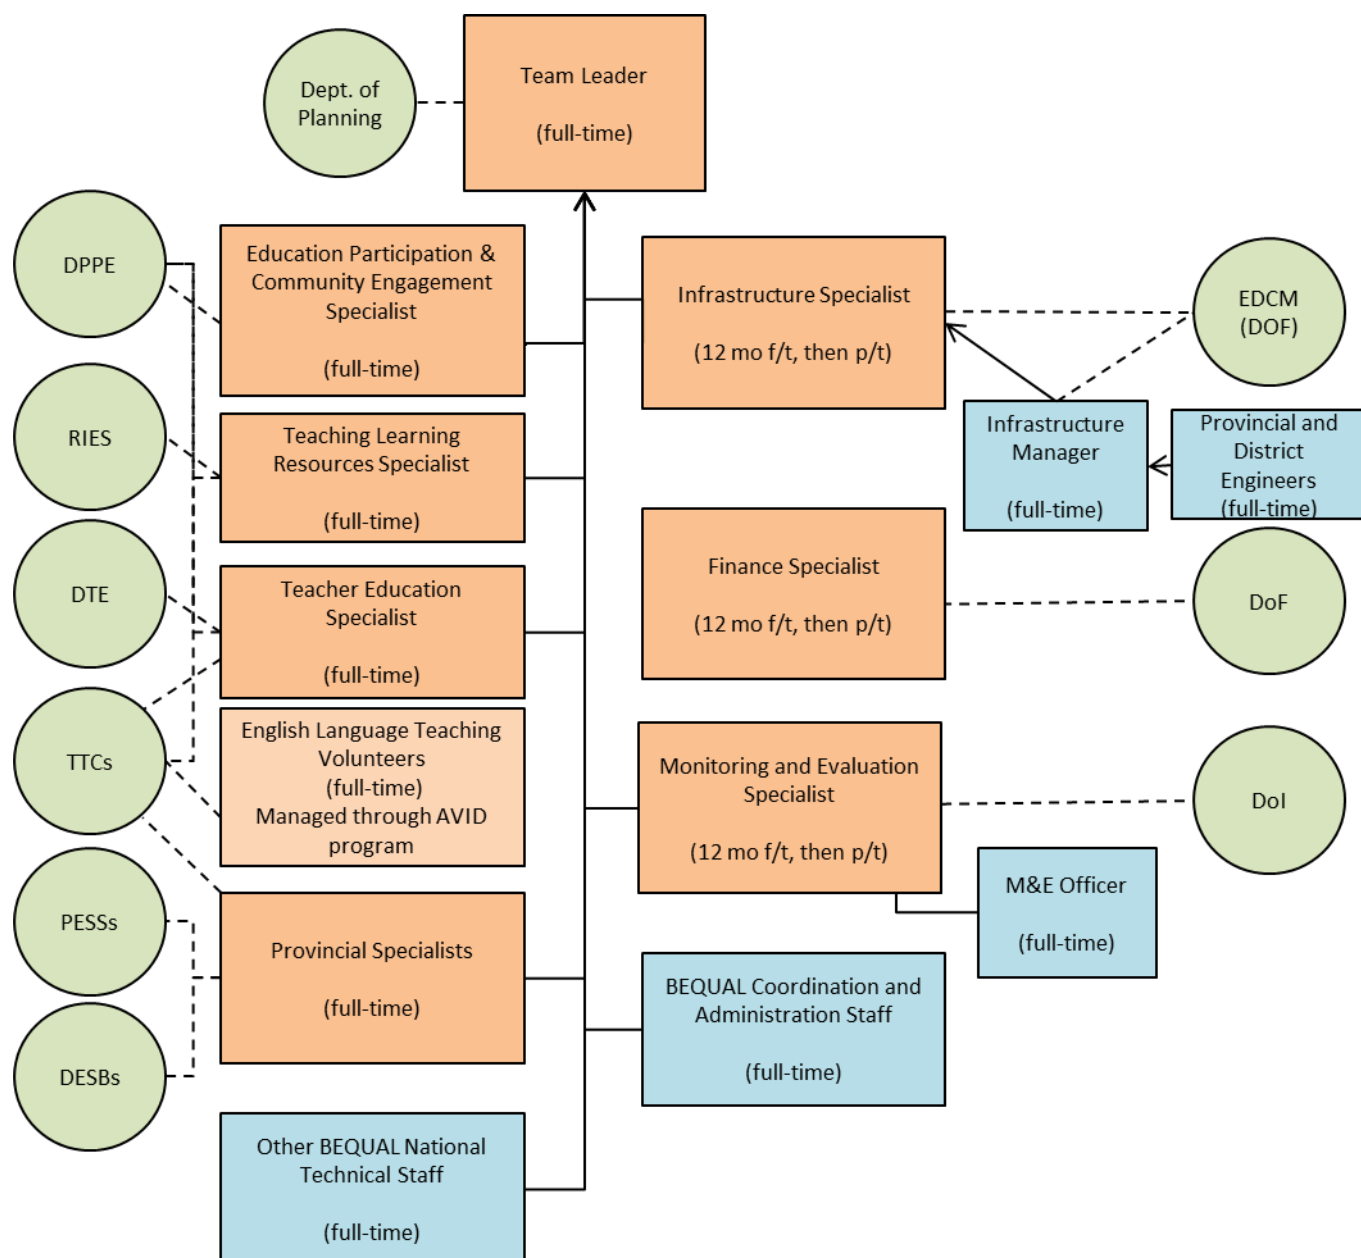 Dept. of
Planning
Team Leader
(full-time)
DPPE
Education Participation &
Community Engagement
Specialist
(full-time)
Infrastructure Specialist
(12 mo f/t, then p/t)
EDCM
(DOF)
RIES
Teaching Learning
Resources Specialist
(full-time)
Infrastructure
Manager
(full-time)
Provincial and
District
Engineers
(full-time)
DTE
Teacher Education
Specialist
(full-time)
Finance Specialist
(12 mo f/t, then p/t)
DoF
TTCs
English Language Teaching
Volunteers
(full-time)
Managed through AVID
program
Monitoring and Evaluation
Specialist
(12 mo f/t, then p/t)
DoI
M&E Officer
(full-time)
PESSs
DESBs
Provincial Specialists
(full-time)
BEQUAL Coordination and
Administration Staff
(full-time)
Other BEQUAL National
Technical Staff
(full-time)